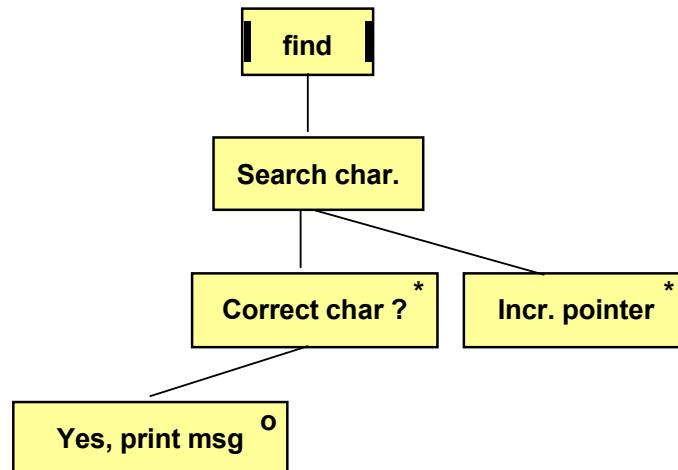 find
Search char.
Correct char ? *
Incr. pointer *
Yes, print msg o